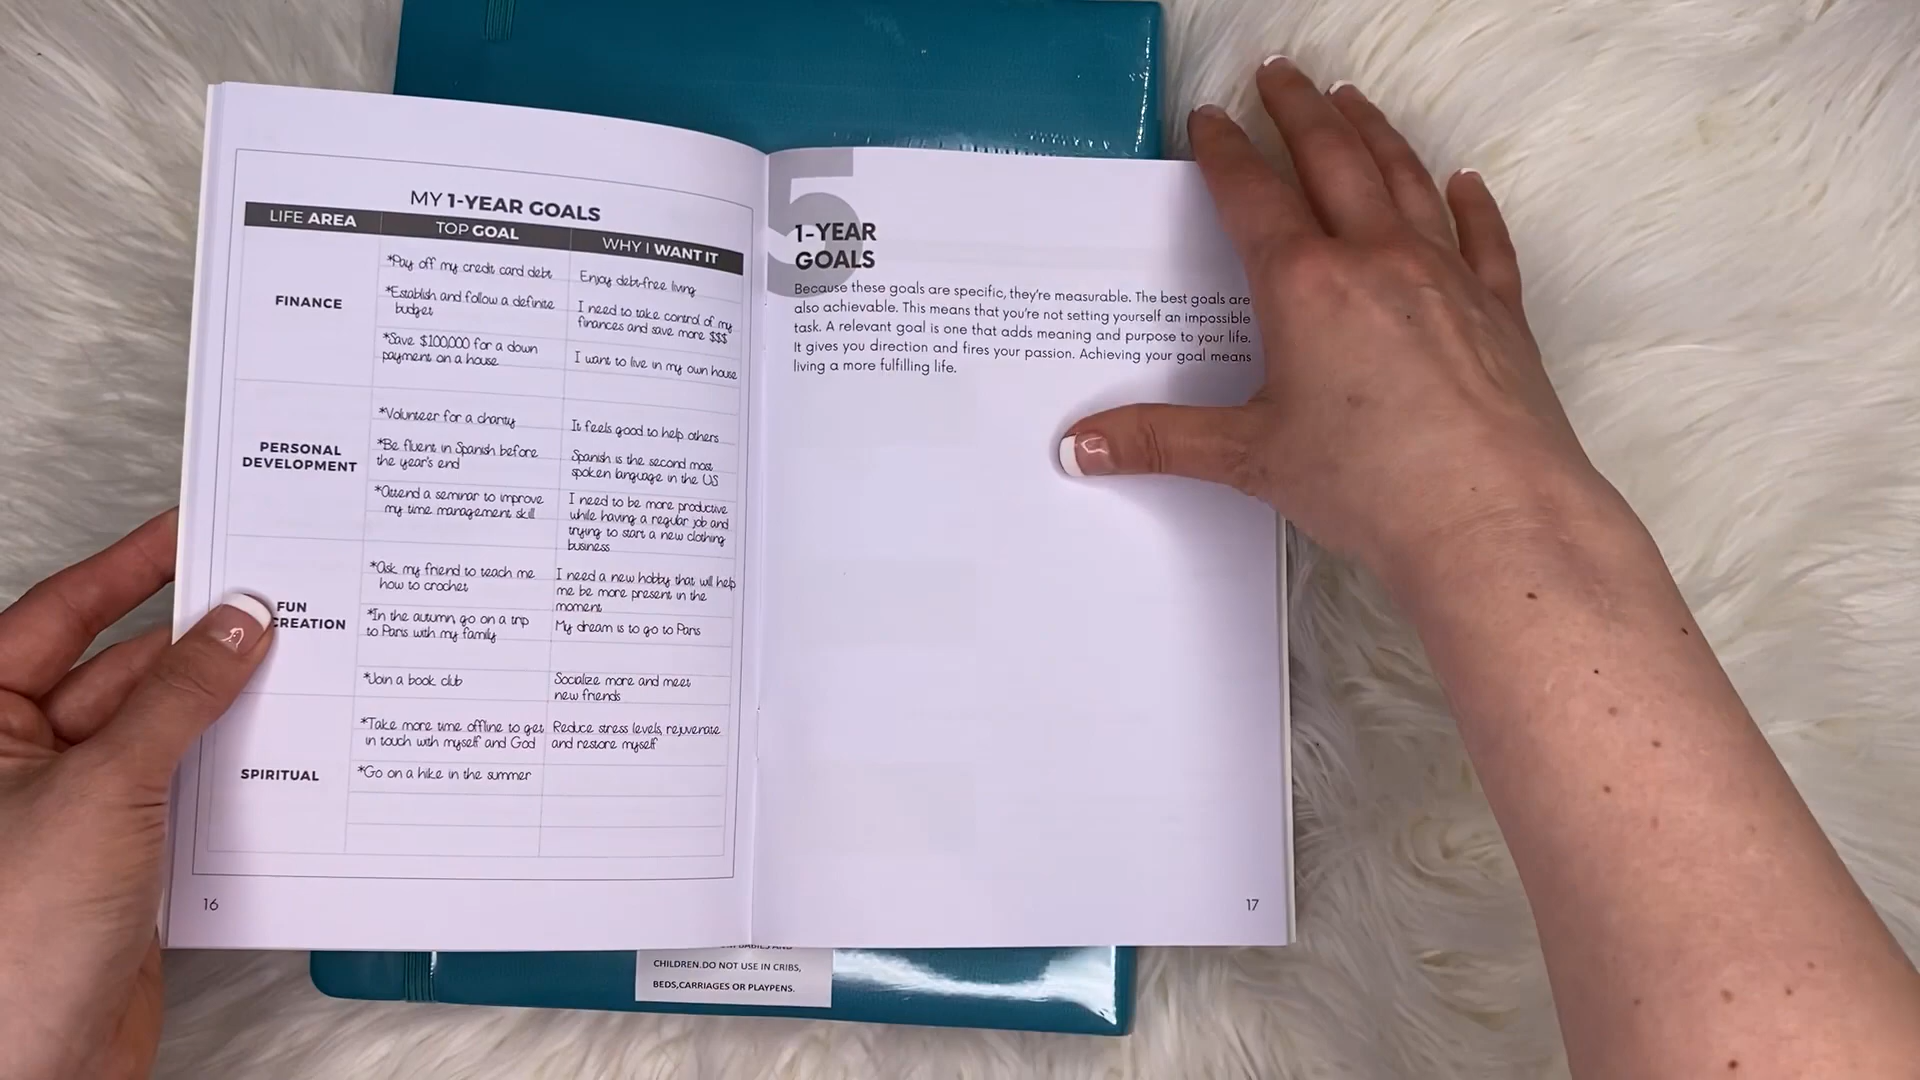 MY 1-YEAR GOALS
LIFE AREA
TOP GOAL
WHY I WANT IT
FINANCE
*Pay off my credit card debt
Enjoy debt-free living
*Establish and follow a definite
budget
I need to take control of my
finances and save more $$$
*Save $100,000 for a down
payment on a house
I want to live in my own house
PERSONAL
DEVELOPMENT
*Volunteer for a charity
It feels good to help others
*Be fluent in Spanish before
the year's end
Spanish is the second most
spoken language in the US
*Attend a seminar to improve
my time management skill
I need to be more productive
while having a regular job and
trying to start a new clothing
business
FUN
CREATION
*Ask my friend to teach me
how to crochet
I need a new hobby that will help
me be more present in the
moment
*In the autumn, go on a trip
to Paris with my family
My dream is to go to Paris
*Join a book club
Socialize more and meet
new friends
SPIRITUAL
*Take more time offline to get
in touch with myself and God
Reduce stress levels, rejuvenate
and restore myself
*Go on a hike in the summer
16
5
1-YEAR
GOALS
Because these goals are specific, they're measurable. The best goals are
also achievable. This means that you're not setting yourself an impossible
task. A relevant goal is one that adds meaning and purpose to your life.
It gives you direction and fires your passion. Achieving your goal means
living a more fulfilling life.
17
CHILDREN.DO NOT USE IN CRIBS,
BEDS,CARRIAGES OR PLAYPENS.